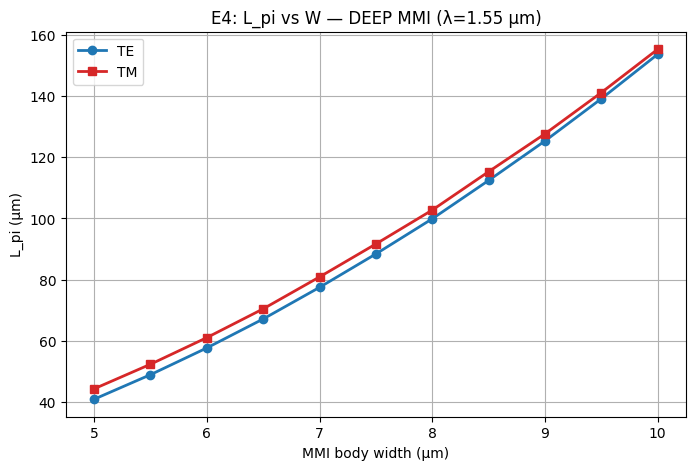 E4: L_pi vs W — DEEP MMI (λ=1.55 μm)
TE
TM
L_pi (μm)
160
140
120
100
80
60
40
5
6
7
8
9
10
MMI body width (μm)